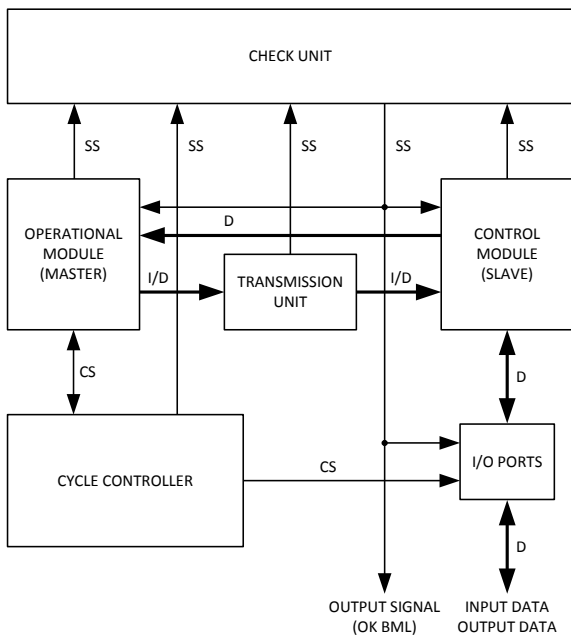 CHECK UNIT
SS
SS
SS
SS
SS
OPERATIONAL
MODULE
(MASTER)
D
CONTROL
MODULE
(SLAVE)
I/D
TRANSMISSION
UNIT
I/D
CS
D
CYCLE CONTROLLER
CS
I/O PORTS
D
OUTPUT SIGNAL
(OK BML)
INPUT DATA
OUTPUT DATA